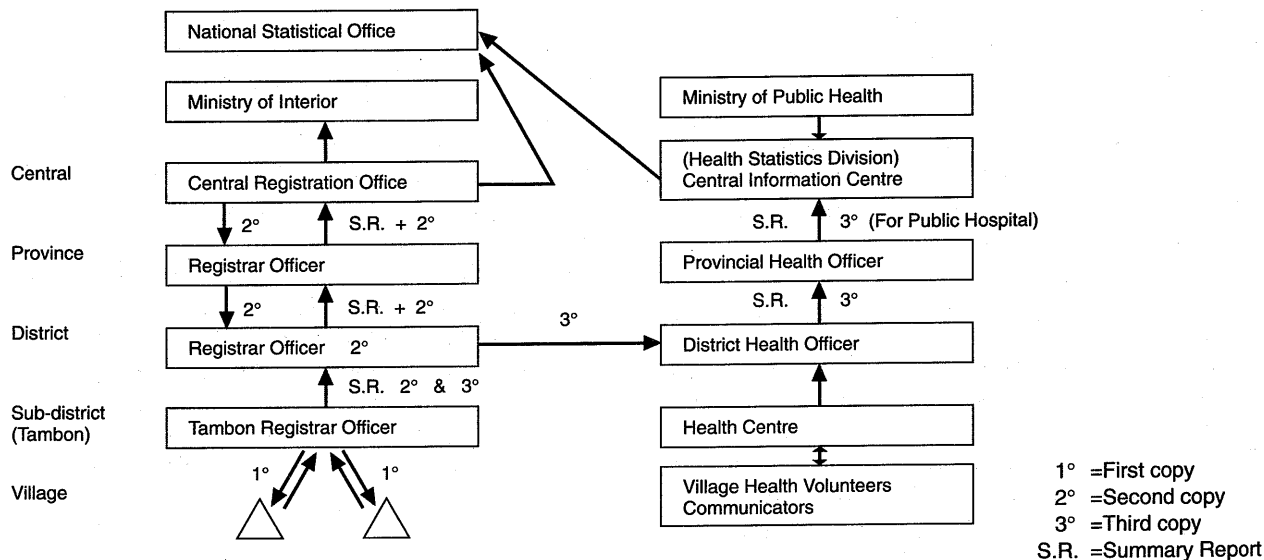 National Statistical Office
Ministry of Interior
Ministry of Public Health
Central
Central Registration Office
(Health Statistics Division)
Central Information Centre
2°
S.R. + 2°
S.R.
3° (For Public Hospital)
Province
Registrar Officer
Provincial Health Officer
2°
S.R. + 2°
S.R.
3°
District
Registrar Officer 2°
3°
District Health Officer
S.R. 2° & 3°
Sub-district
(Tambon)
Tambon Registrar Officer
Health Centre
1°
1°
Village
Village Health Volunteers
Communicators
1° =First copy
2° =Second copy
3° =Third copy
S.R. =Summary Report